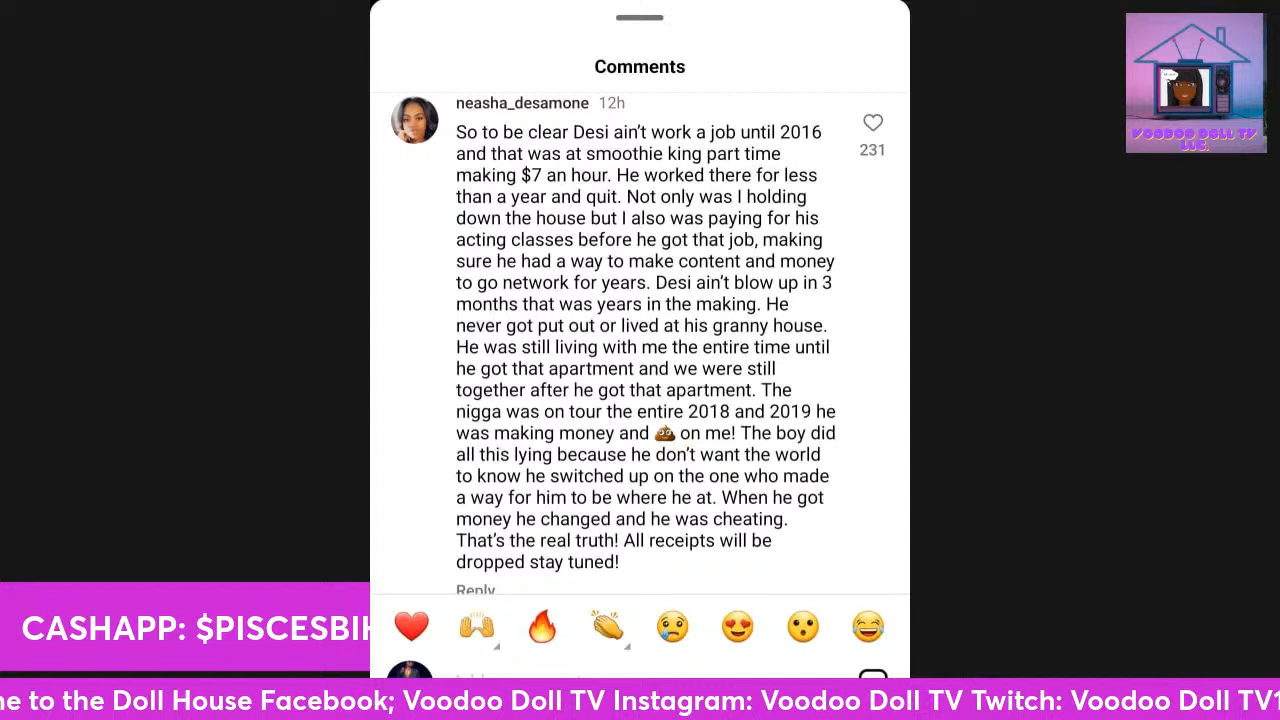 Comments
neasha_desamone 12h
So to be clear Desi ain’t work a job until 2016
and that was at smoothie king part time
making $7 an hour. He worked there for less
than a year and quit. Not only was I holding
down the house but I also was paying for his
acting classes before he got that job, making
sure he had a way to make content and money
to go network for years. Desi ain’t blow up in 3
months that was years in the making. He
never got put out or lived at his granny house.
He was still living with me the entire time until
he got that apartment and we were still
together after he got that apartment. The
nigga was on tour the entire 2018 and 2019 he
was making money and 💩 on me! The boy did
all this lying because he don’t want the world
to know he switched up on the one who made
a way for him to be where he at. When he got
money he changed and he was cheating.
That’s the real truth! All receipts will be
dropped stay tuned!
231
Reply
VOODOO DOLL TV
LLC.
CASHAPP: $PISCESBI
to the Doll House Facebook; Voodoo Doll TV Instagram: Voodoo Doll TV Twitch: Voodoo Doll TV